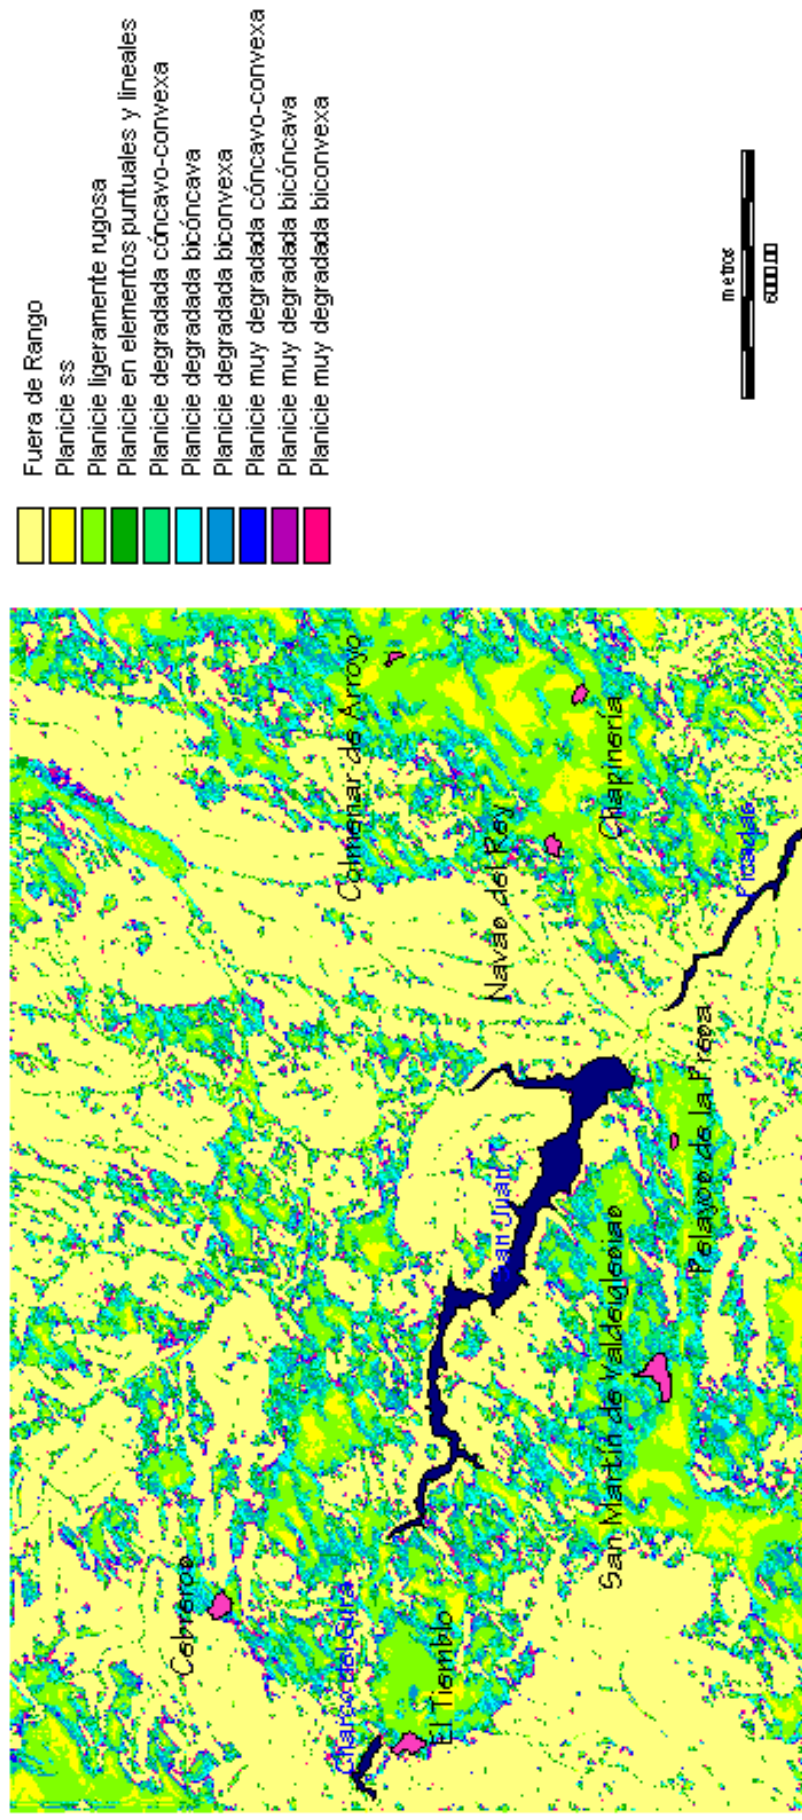 Fuera de Rango
Planicie ss
Planicie ligeramente rugosa
Planicie en elementos puntuales y lineales
Planicie degradada cóncavo-convexa
Planicie degradada bicóncava
Planicie degradada biconvexa
Planicie muy degradada cóncavo-convexa
Planicie muy degradada bicóncava
Planicie muy degradada biconvexa
metros
6000.00
Cebreros
Charco del Cura
El Tiemblo
San Juan
San Martín de Valdeiglesias
Pelayos de la Presa
Navas del Rey
Colmenar de Arroyo
Chapinería
Picadas